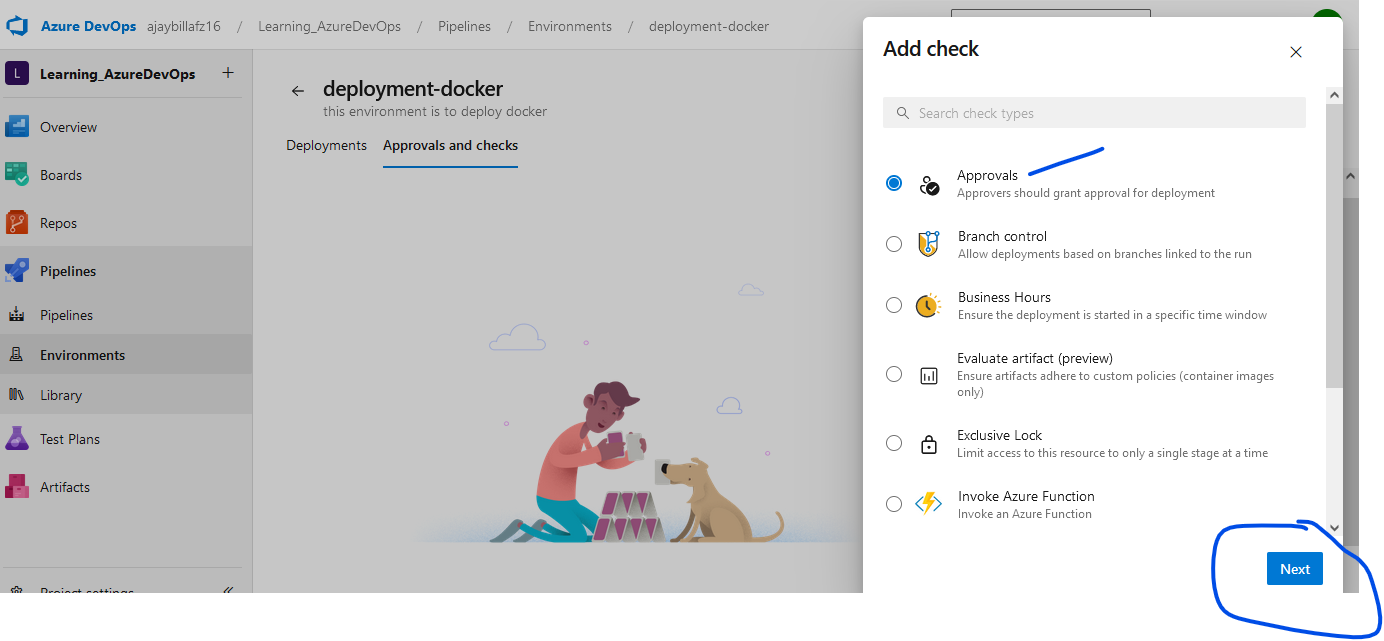 Azure DevOps ajaybillafz16 / Learning_AzureDevOps / Pipelines / Environments / deployment-docker
L Learning_AzureDevOps +
Overview
Boards
Repos
Pipelines
Pipelines
Environments
Library
Test Plans
Artifacts
Project settings
deployment-docker
this environment is to deploy docker
Deployments Approvals and checks
Add check
Search check types
Approvals
Approvers should grant approval for deployment
Branch control
Allow deployments based on branches linked to the run
Business Hours
Ensure the deployment is started in a specific time window
Evaluate artifact (preview)
Ensure artifacts adhere to custom policies (container images
only)
Exclusive Lock
Limit access to this resource to only a single stage at a time
Invoke Azure Function
Invoke an Azure Function
Next